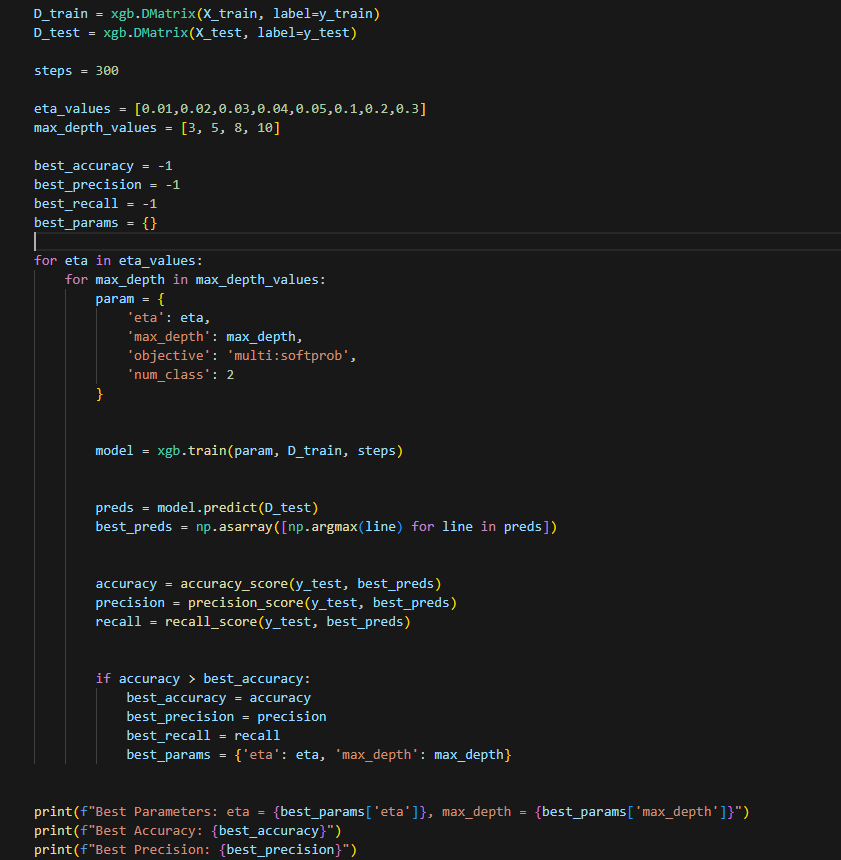 D_train = xgb.DMatrix(X_train, label=y_train)
D_test = xgb.DMatrix(X_test, label=y_test)
steps = 300
eta_values = [0.01,0.02,0.03,0.04,0.05,0.1,0.2,0.3]
max_depth_values = [3, 5, 8, 10]
best_accuracy = -1
best_precision = -1
best_recall = -1
best_params = {}
for eta in eta_values:
    for max_depth in max_depth_values:
        param = {
            'eta': eta,
            'max_depth': max_depth,
            'objective': 'multi:softprob',
            'num_class': 2
        }
        model = xgb.train(param, D_train, steps)
        preds = model.predict(D_test)
        best_preds = np.asarray([np.argmax(line) for line in preds])
        accuracy = accuracy_score(y_test, best_preds)
        precision = precision_score(y_test, best_preds)
        recall = recall_score(y_test, best_preds)
        if accuracy > best_accuracy:
            best_accuracy = accuracy
            best_precision = precision
            best_recall = recall
            best_params = {'eta': eta, 'max_depth': max_depth}
print(f"Best Parameters: eta = {best_params['eta']}, max_depth = {best_params['max_depth']}")
print(f"Best Accuracy: {best_accuracy}")
print(f"Best Precision: {best_precision}")